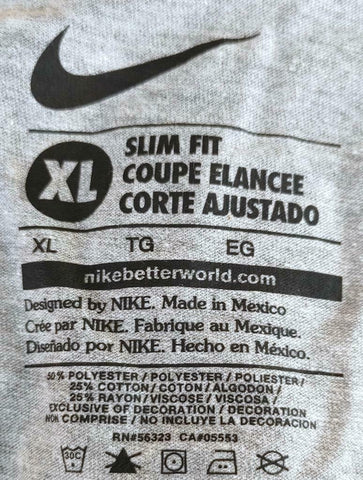 XL
SLIM FIT
COUPE ELANCEE
CORTE AJUSTADO
XL TG EG
nikebetterworld.com
Designed by NIKE. Made in Mexico
Crée par NIKE. Fabrique au Mexique.
Diseñado por NIKE. Hecho en México.
50% POLYESTER / POLYESTER / POLIESTER /
25% COTTON / COTON / ALGODON /
25% RAYON / VISCOSE / VISCOSA /
EXCLUSIVE OF DECORATION / DECORATION
NON COMPRISE / NO INCLUYE LA DECORACION
RN#56323 CA#05553
30C